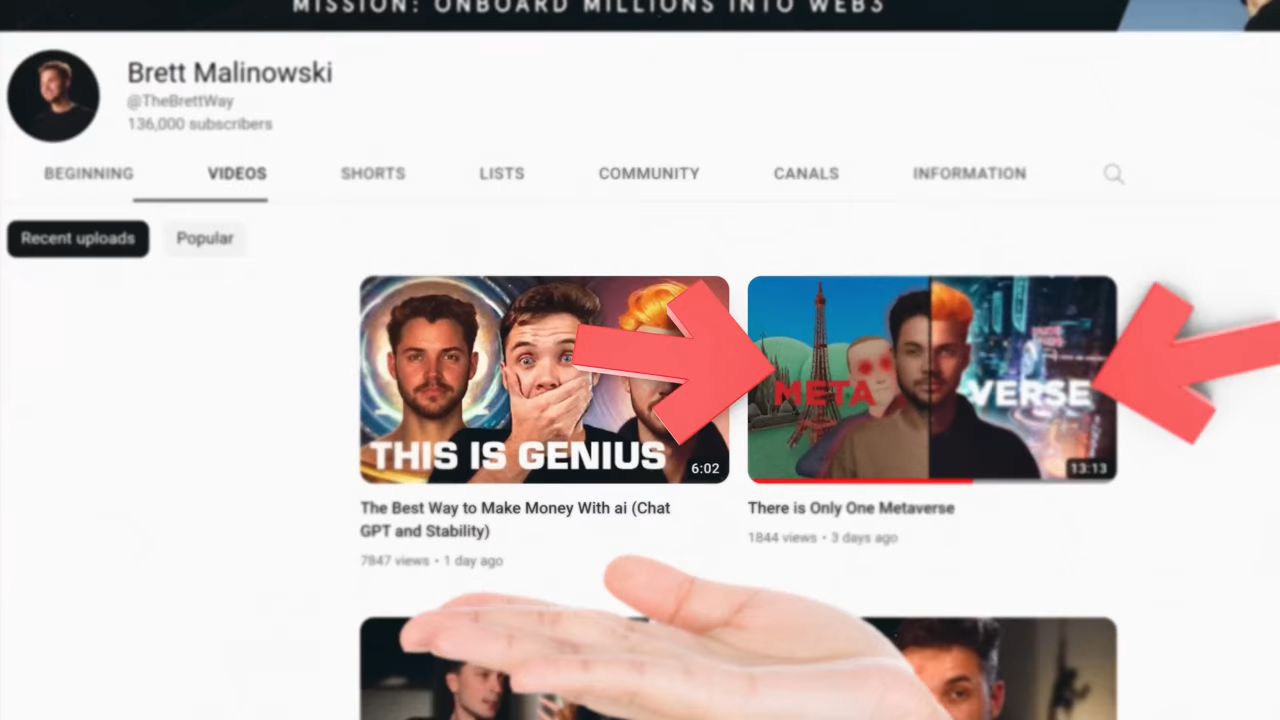 MISSION: ONBOARD MILLIONS INTO WEB3
Brett Malinowski
@TheBrettWay
136,000 subscribers
BEGINNING VIDEOS SHORTS LISTS COMMUNITY CANALS INFORMATION
Recent uploads Popular
THIS IS GENIUS
6:02
META VERSE
13:13
The Best Way to Make Money With ai (Chat
GPT and Stability)
7847 views • 1 day ago
There is Only One Metaverse
1844 views • 3 days ago